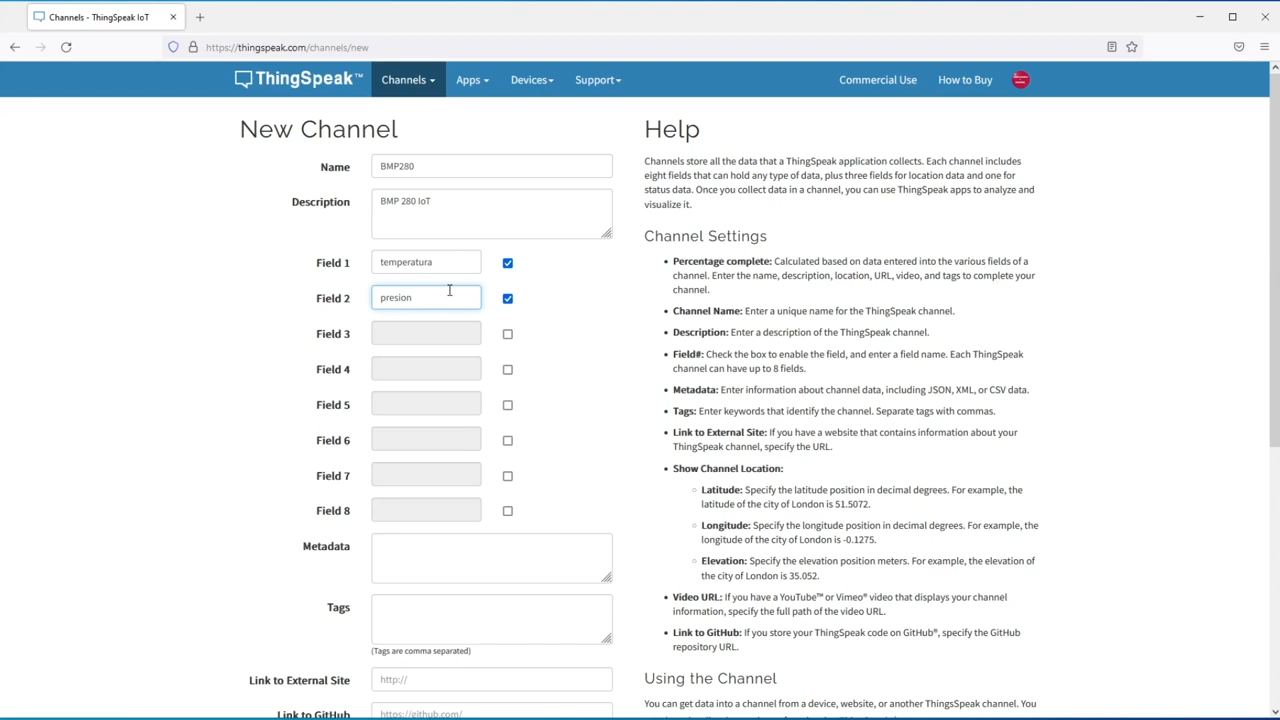 Channels - ThingSpeak IoT
https://thingspeak.com/channels/new
ThingSpeak™ Channels Apps Devices Support Commercial Use How to Buy
New Channel
Name BMP280
Description BMP 280 IoT
Field 1 temperatura
Field 2 presion
Field 3
Field 4
Field 5
Field 6
Field 7
Field 8
Metadata
Tags
(Tags are comma separated)
Link to External Site http://
Link to GitHub https://github.com/
Help
Channels store all the data that a ThingSpeak application collects. Each channel includes
eight fields that can hold any type of data, plus three fields for location data and one for
status data. Once you collect data in a channel, you can use ThingSpeak apps to analyze and
visualize it.
Channel Settings
• Percentage complete: Calculated based on data entered into the various fields of a
channel. Enter the name, description, location, URL, video, and tags to complete your
channel.
• Channel Name: Enter a unique name for the ThingSpeak channel.
• Description: Enter a description of the ThingSpeak channel.
• Field#: Check the box to enable the field, and enter a field name. Each ThingSpeak
channel can have up to 8 fields.
• Metadata: Enter information about channel data, including JSON, XML, or CSV data.
• Tags: Enter keywords that identify the channel. Separate tags with commas.
• Link to External Site: If you have a website that contains information about your
ThingSpeak channel, specify the URL.
• Show Channel Location:
○ Latitude: Specify the latitude position in decimal degrees. For example, the
latitude of the city of London is 51.5072.
○ Longitude: Specify the longitude position in decimal degrees. For example, the
longitude of the city of London is -0.1275.
○ Elevation: Specify the elevation position meters. For example, the elevation of
the city of London is 35.052.
• Video URL: If you have a YouTube™ or Vimeo® video that displays your channel
information, specify the full path of the video URL.
• Link to GitHub: If you store your ThingSpeak code on GitHub®, specify the GitHub
repository URL.
Using the Channel
You can get data into a channel from a device, website, or another ThingsSpeak channel. You